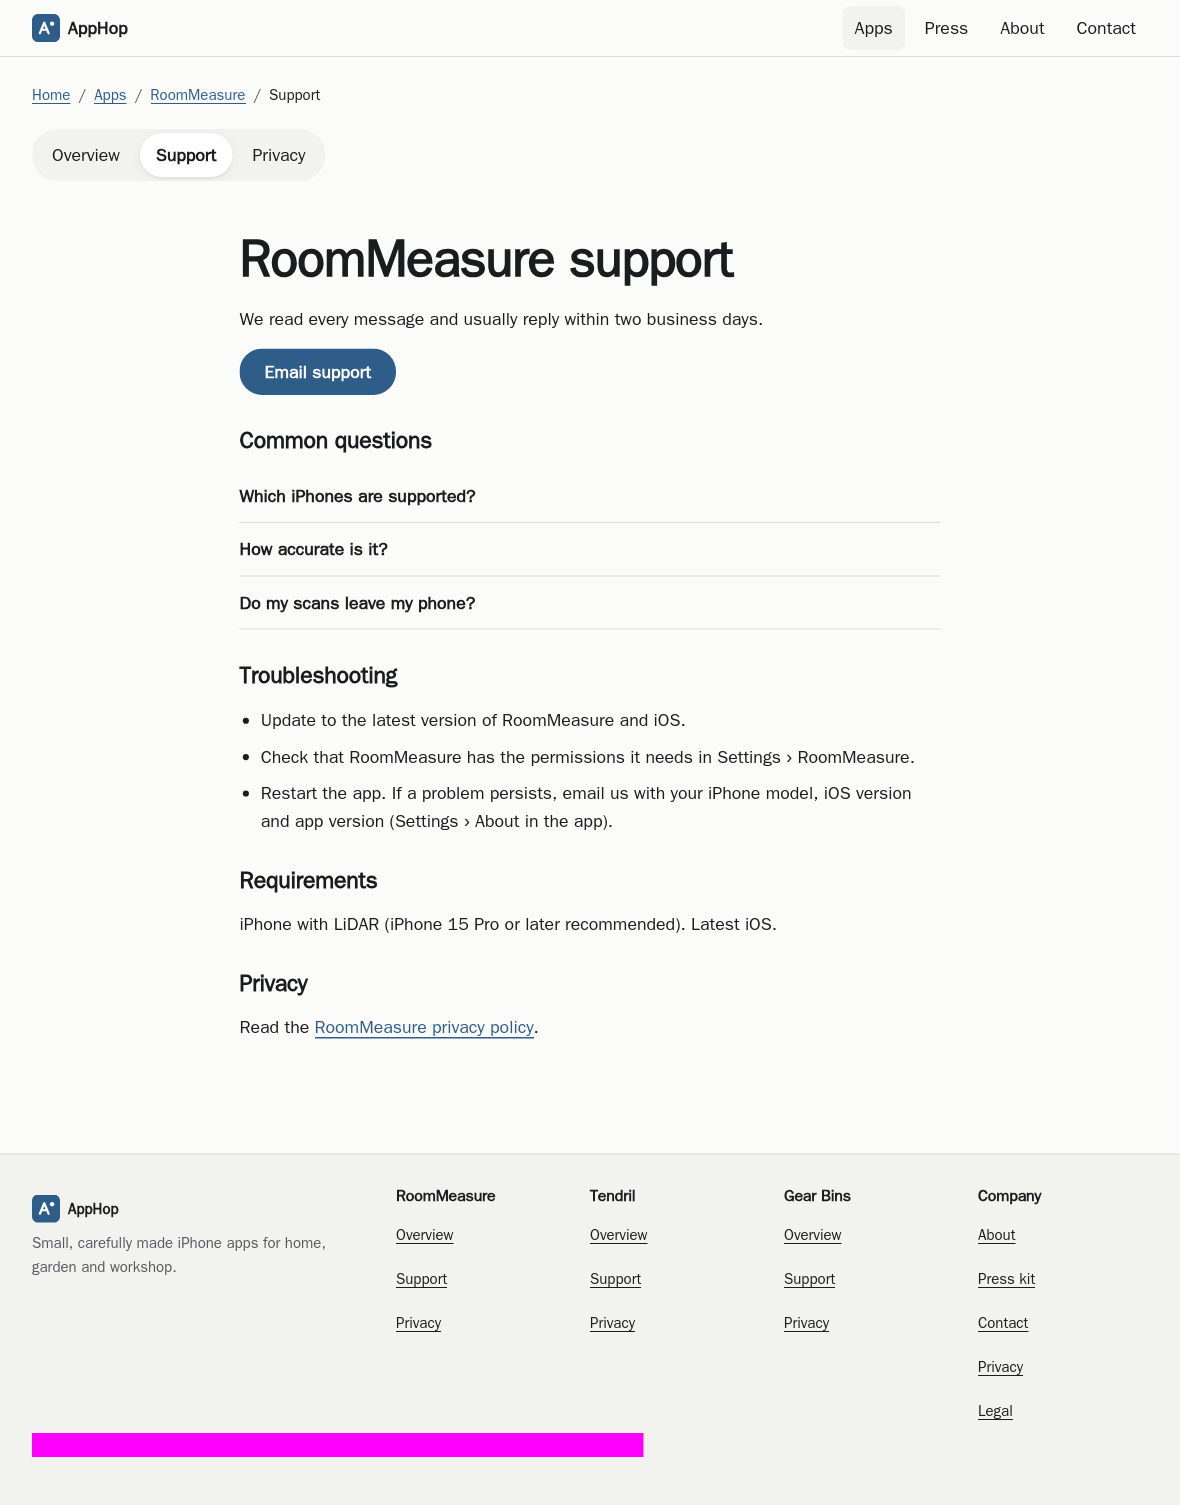 AppHop
Apps Press About Contact
Home / Apps / RoomMeasure / Support
Overview Support Privacy
RoomMeasure support
We read every message and usually reply within two business days.
Email support
Common questions
Which iPhones are supported?
How accurate is it?
Do my scans leave my phone?
Troubleshooting
• Update to the latest version of RoomMeasure and iOS.
• Check that RoomMeasure has the permissions it needs in Settings › RoomMeasure.
• Restart the app. If a problem persists, email us with your iPhone model, iOS version
and app version (Settings › About in the app).
Requirements
iPhone with LiDAR (iPhone 15 Pro or later recommended). Latest iOS.
Privacy
Read the RoomMeasure privacy policy.
AppHop
Small, carefully made iPhone apps for home,
garden and workshop.
RoomMeasure
Overview
Support
Privacy
Tendril
Overview
Support
Privacy
Gear Bins
Overview
Support
Privacy
Company
About
Press kit
Contact
Privacy
Legal